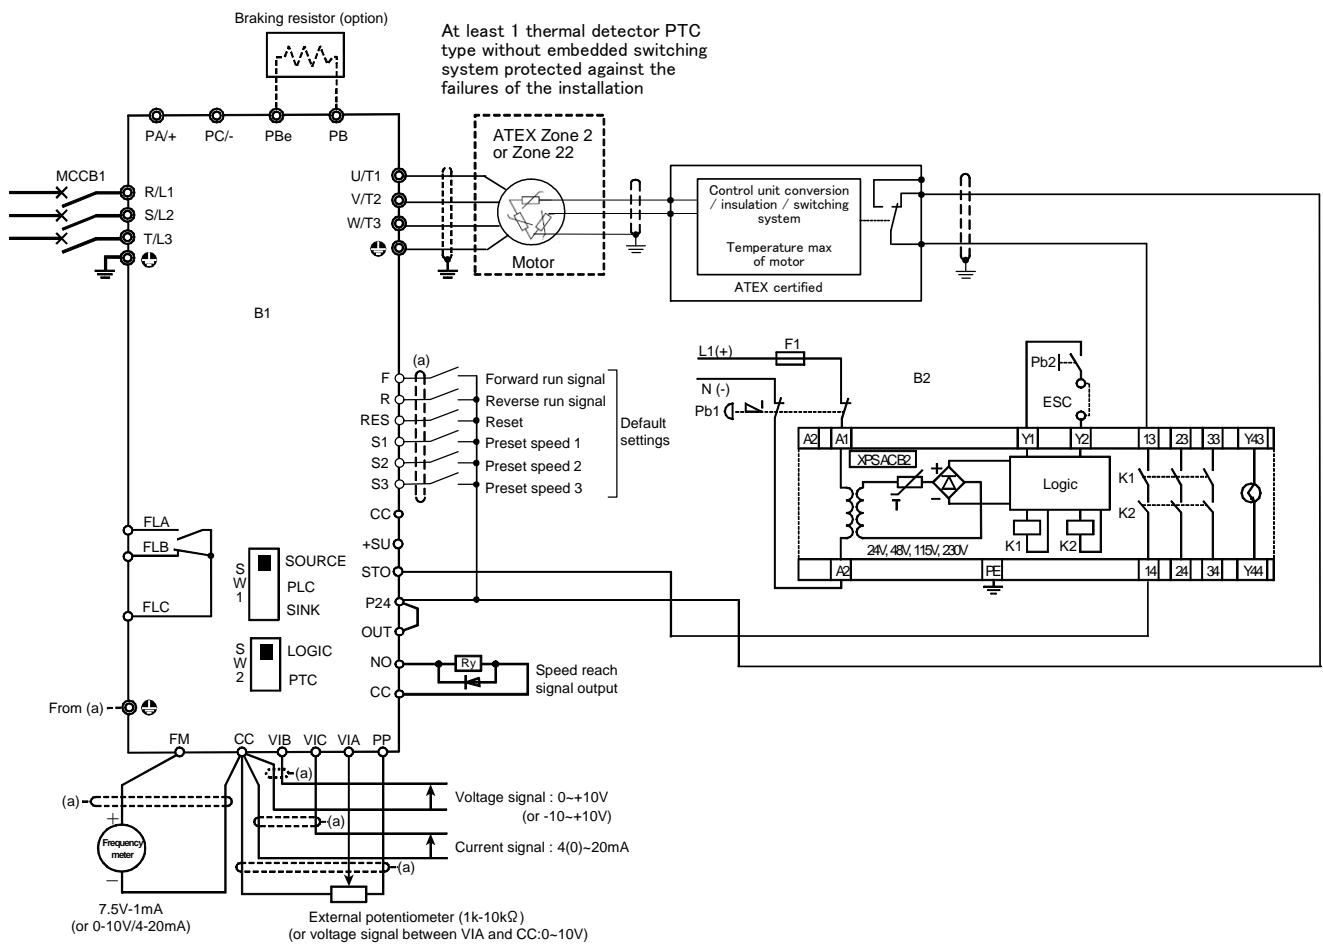 Braking resistor (option)
At least 1 thermal detector PTC
type without embedded switching
system protected against the
failures of the installation
PA/+
PC/-
PBe
PB
MCCB1
R/L1
S/L2
T/L3
U/T1
V/T2
W/T3
ATEX Zone 2
or Zone 22
Motor
Control unit conversion
/ insulation / switching
system
Temperature max
of motor
ATEX certified
B1
(a)
F
Forward run signal
R
Reverse run signal
RES
Reset
S1
Preset speed 1
S2
Preset speed 2
S3
Preset speed 3
Default
settings
CC
+SU
STO
P24
OUT
NO
CC
Ry
Speed reach
signal output
L1(+)
F1
N (-)
Pb1
B2
Pb2
ESC
A2
A1
Y1
Y2
13
23
33
Y43
XPSACB2
+
-
T
Logic
K1
K2
K1
K2
24V, 48V, 115V, 230V
A2
PE
14
24
34
Y44
FLA
FLB
FLC
SW1
SOURCE
PLC
SINK
SW2
LOGIC
PTC
From (a)
FM
CC
VIB
VIC
VIA
PP
(a)
(a)
(a)
(a)
Voltage signal : 0~+10V
(or -10~+10V)
Current signal : 4(0)~20mA
+
Frequency
meter
-
7.5V-1mA
(or 0-10V/4-20mA)
External potentiometer (1k-10kΩ)
(or voltage signal between VIA and CC:0~10V)